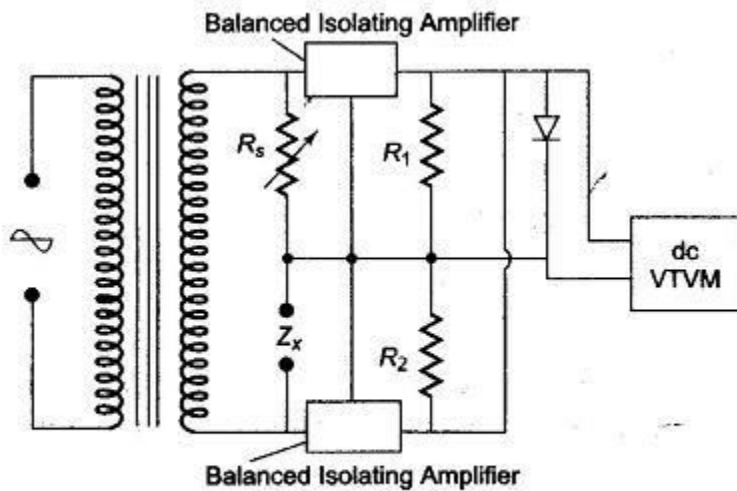 Balanced Isolating Amplifier
Rs
R1
dc
VTVM
Zx
R2
Balanced Isolating Amplifier